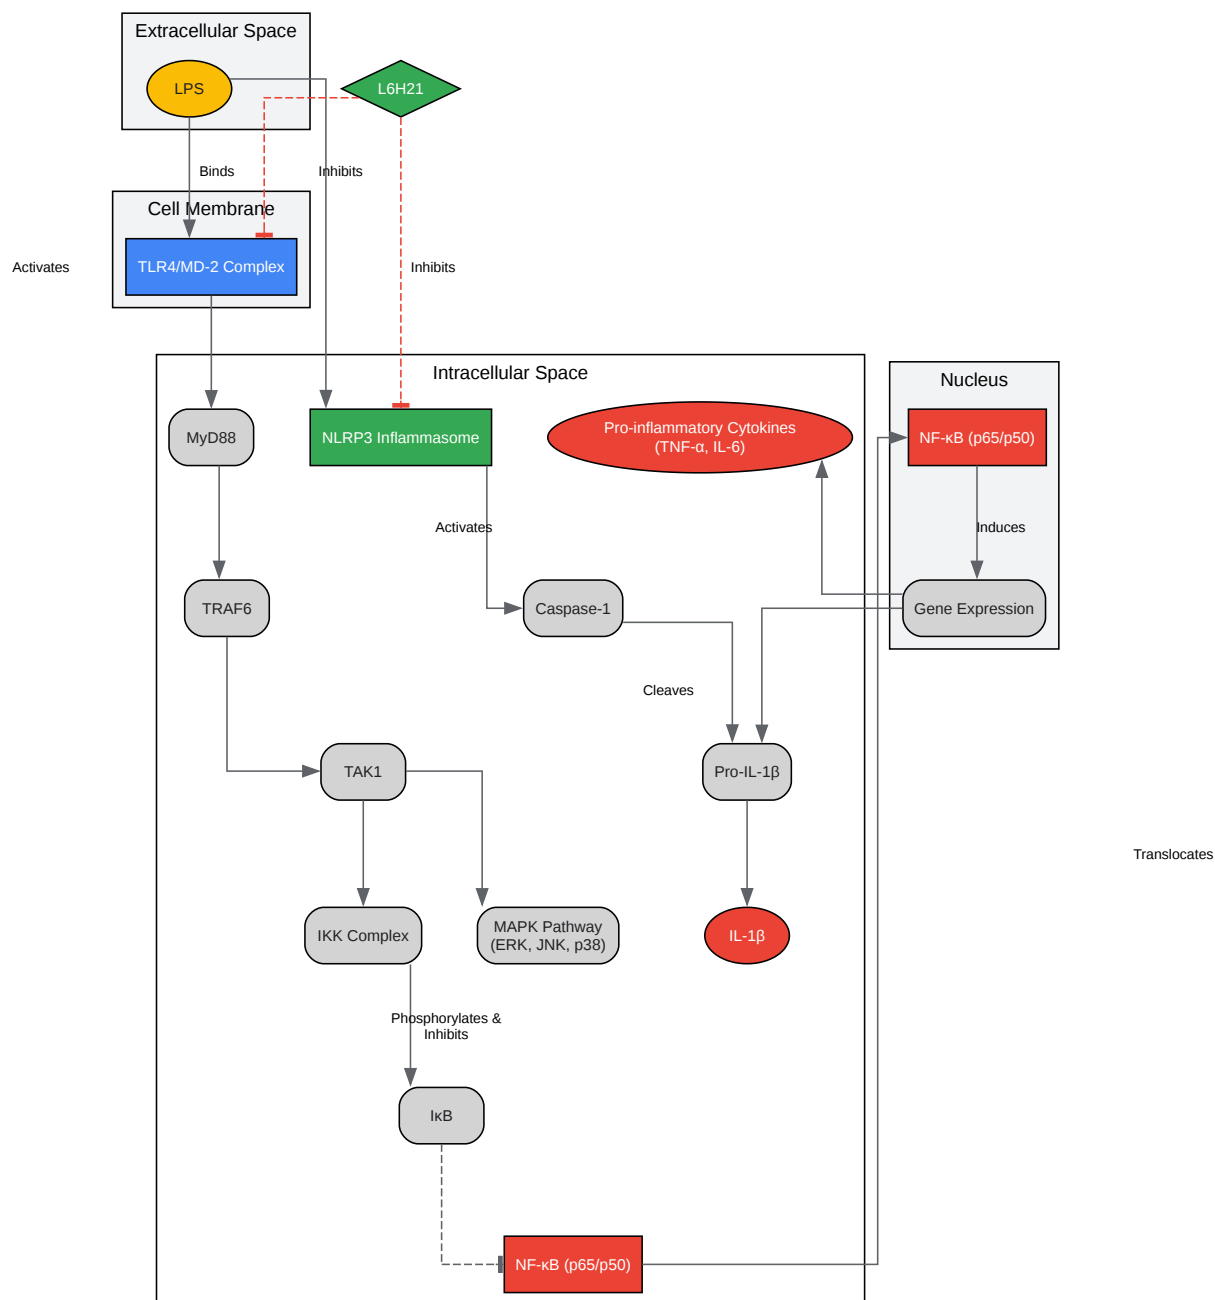 Extracellular Space
LPS
L6H21
Binds
Inhibits
Cell Membrane
TLR4/MD-2 Complex
Activates
Inhibits
Intracellular Space
Nucleus
MyD88
NLRP3 Inflammasome
Pro-inflammatory Cytokines
(TNF-α, IL-6)
NF-κB (p65/p50)
Activates
Induces
TRAF6
Caspase-1
Gene Expression
Cleaves
TAK1
Pro-IL-1β
Translocates
IKK Complex
MAPK Pathway
(ERK, JNK, p38)
IL-1β
Phosphorylates &
Inhibits
IκB
NF-κB (p65/p50)